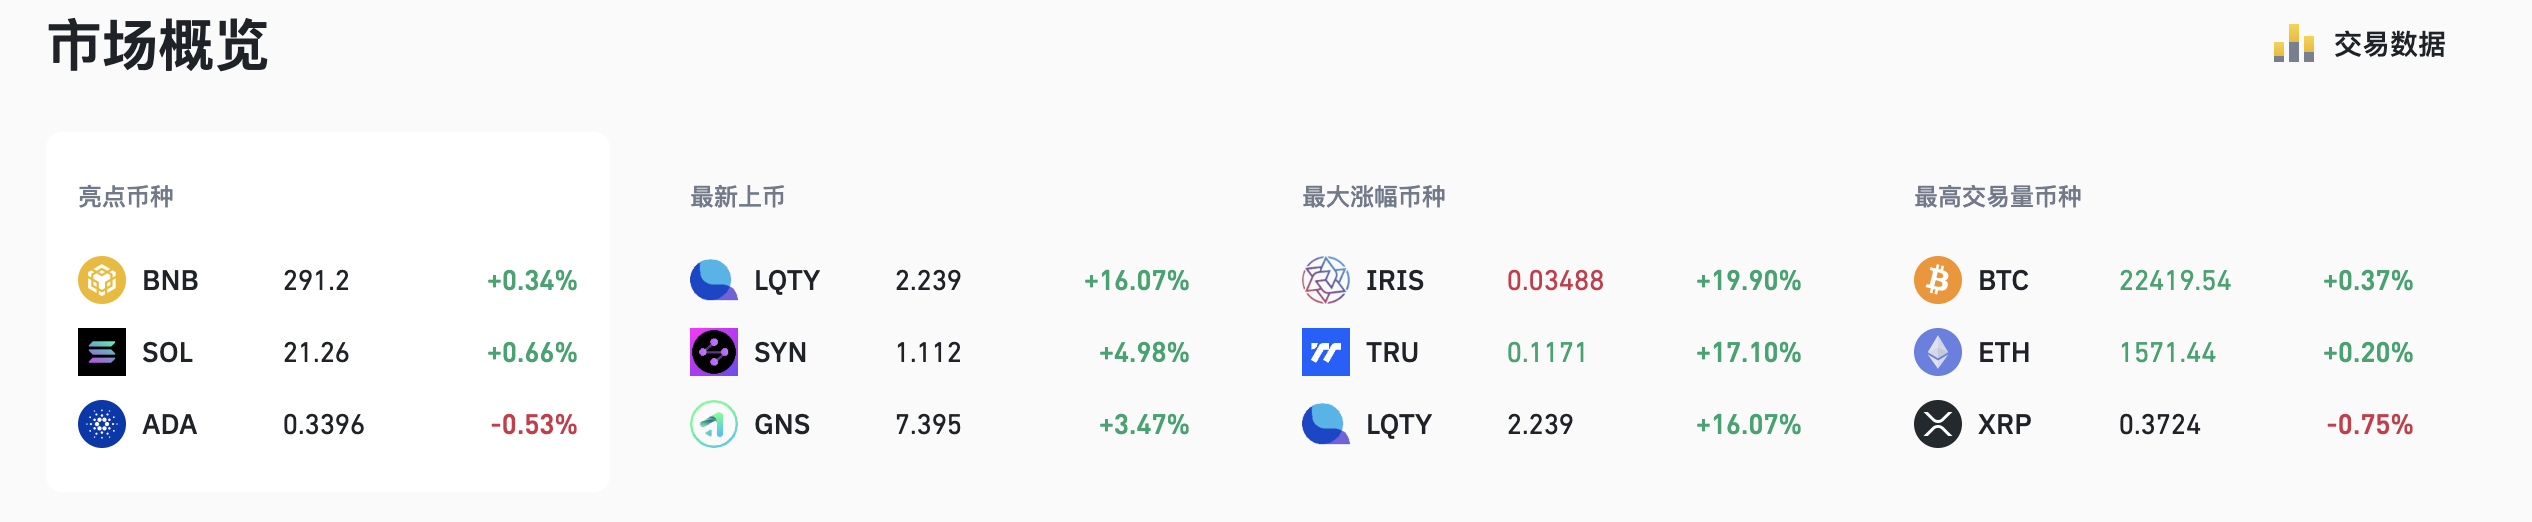 市场概览
交易数据
亮点币种
BNB 291.2 +0.34%
SOL 21.26 +0.66%
ADA 0.3396 -0.53%
最新上币
LQTY 2.239 +16.07%
SYN 1.112 +4.98%
GNS 7.395 +3.47%
最大涨幅币种
IRIS 0.03488 +19.90%
TRU 0.1171 +17.10%
LQTY 2.239 +16.07%
最高交易量币种
BTC 22419.54 +0.37%
ETH 1571.44 +0.20%
XRP 0.3724 -0.75%